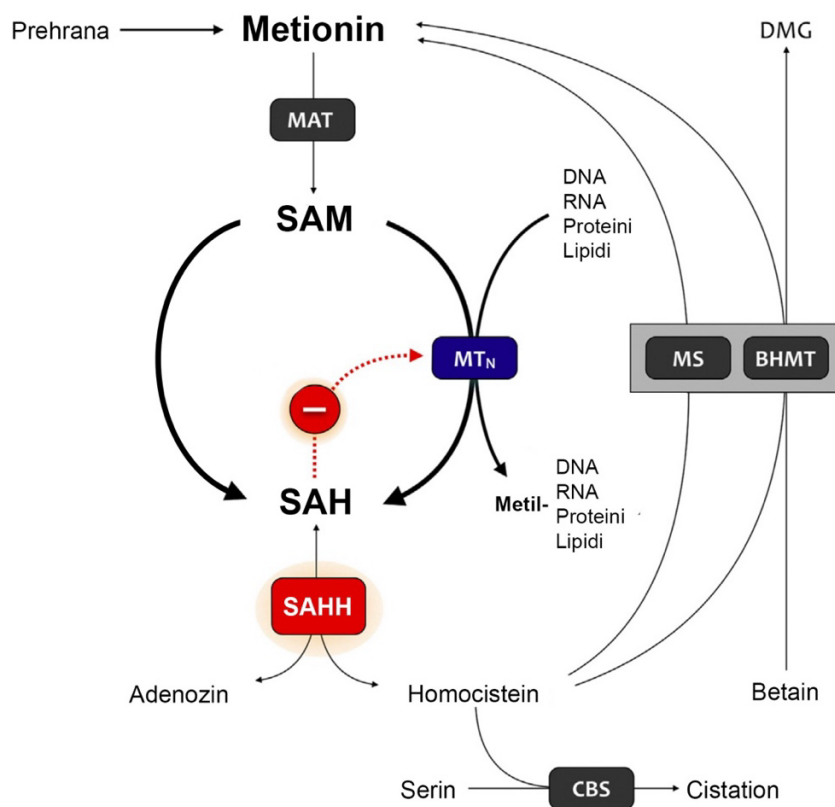 Prehrana
Metionin
DMG
MAT
SAM
DNA
RNA
Proteini
Lipidi
MTN
MS
BHMT
–
SAH
Metil-
DNA
RNA
Proteini
Lipidi
SAHH
Adenozin
Homocistein
Betain
Serin
CBS
Cistation